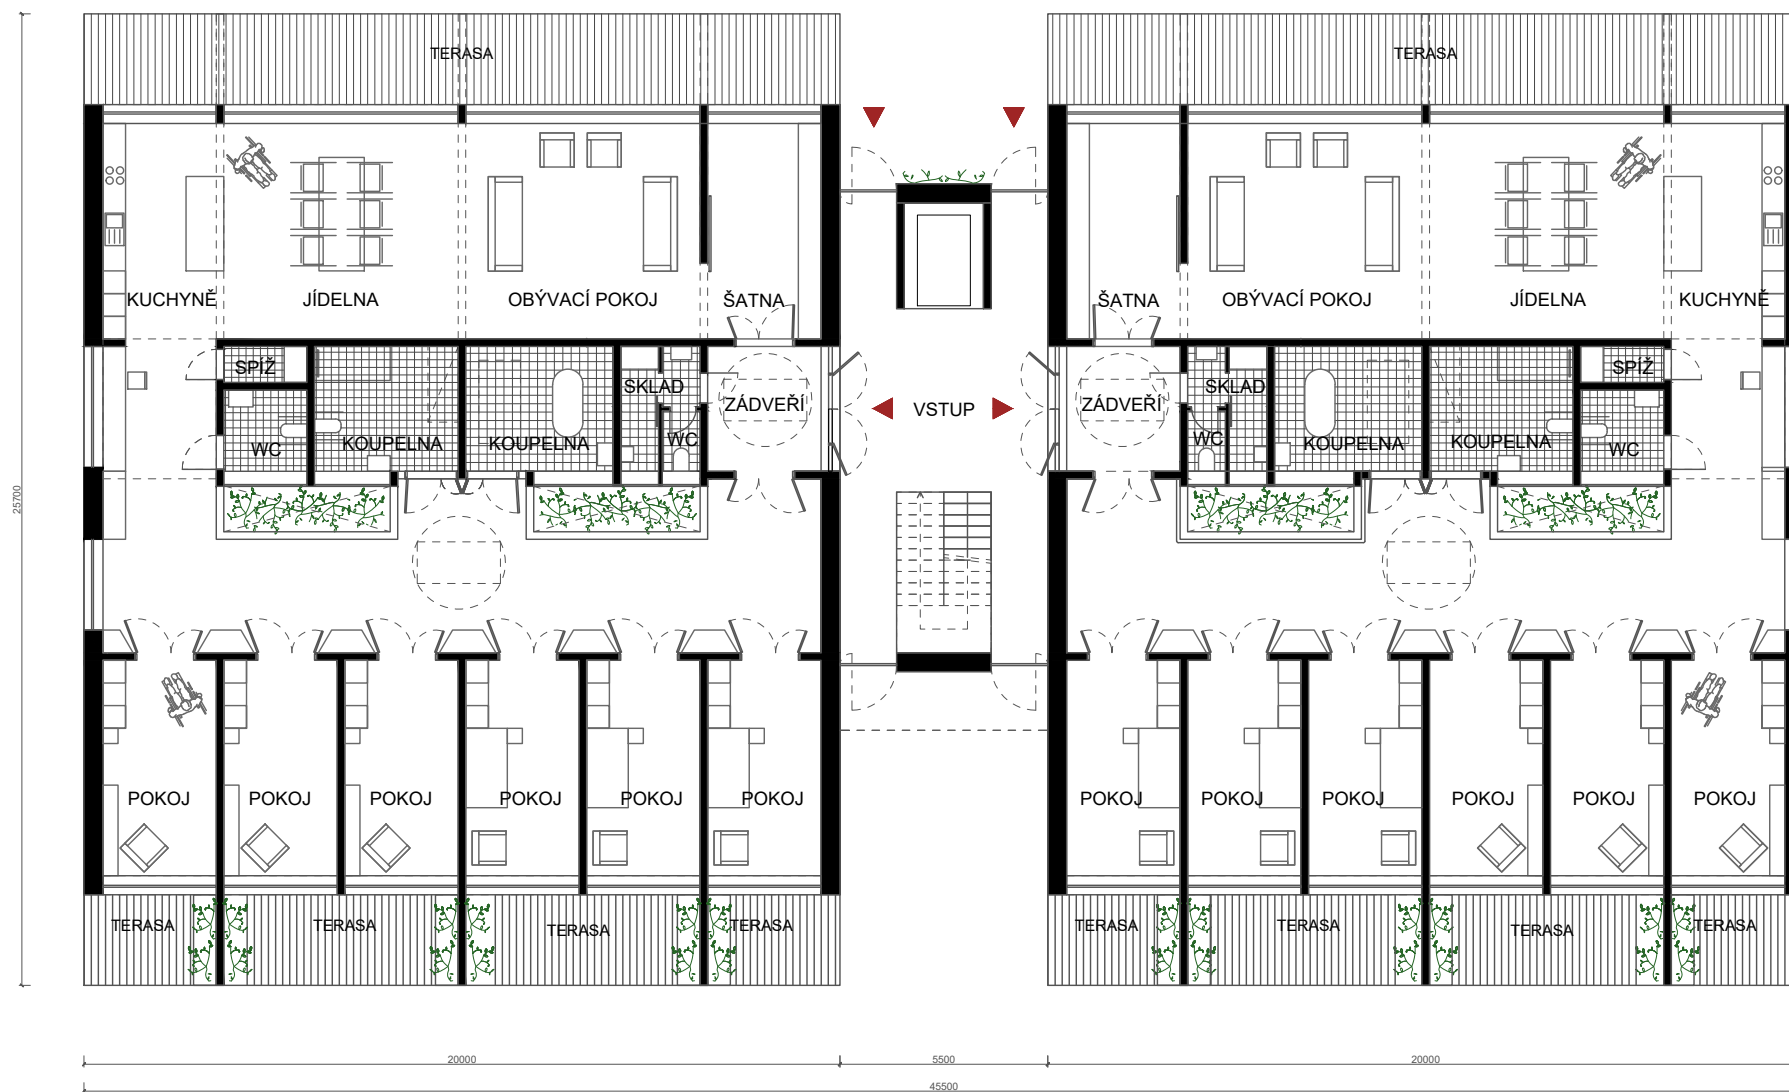 TERASA TERASA
KUCHYNĚ JÍDELNA OBÝVACÍ POKOJ ŠATNA ŠATNA OBÝVACÍ POKOJ JÍDELNA KUCHYNĚ
SPÍŽ SPÍŽ
SKLAD SKLAD
ZÁDVEŘÍ VSTUP ZÁDVEŘÍ
WC KOUPELNA KOUPELNA WC WC KOUPELNA KOUPELNA WC
25700
POKOJ POKOJ POKOJ POKOJ POKOJ POKOJ POKOJ POKOJ POKOJ POKOJ POKOJ POKOJ
TERASA TERASA TERASA TERASA TERASA TERASA TERASA TERASA
20000 5500 20000
45500